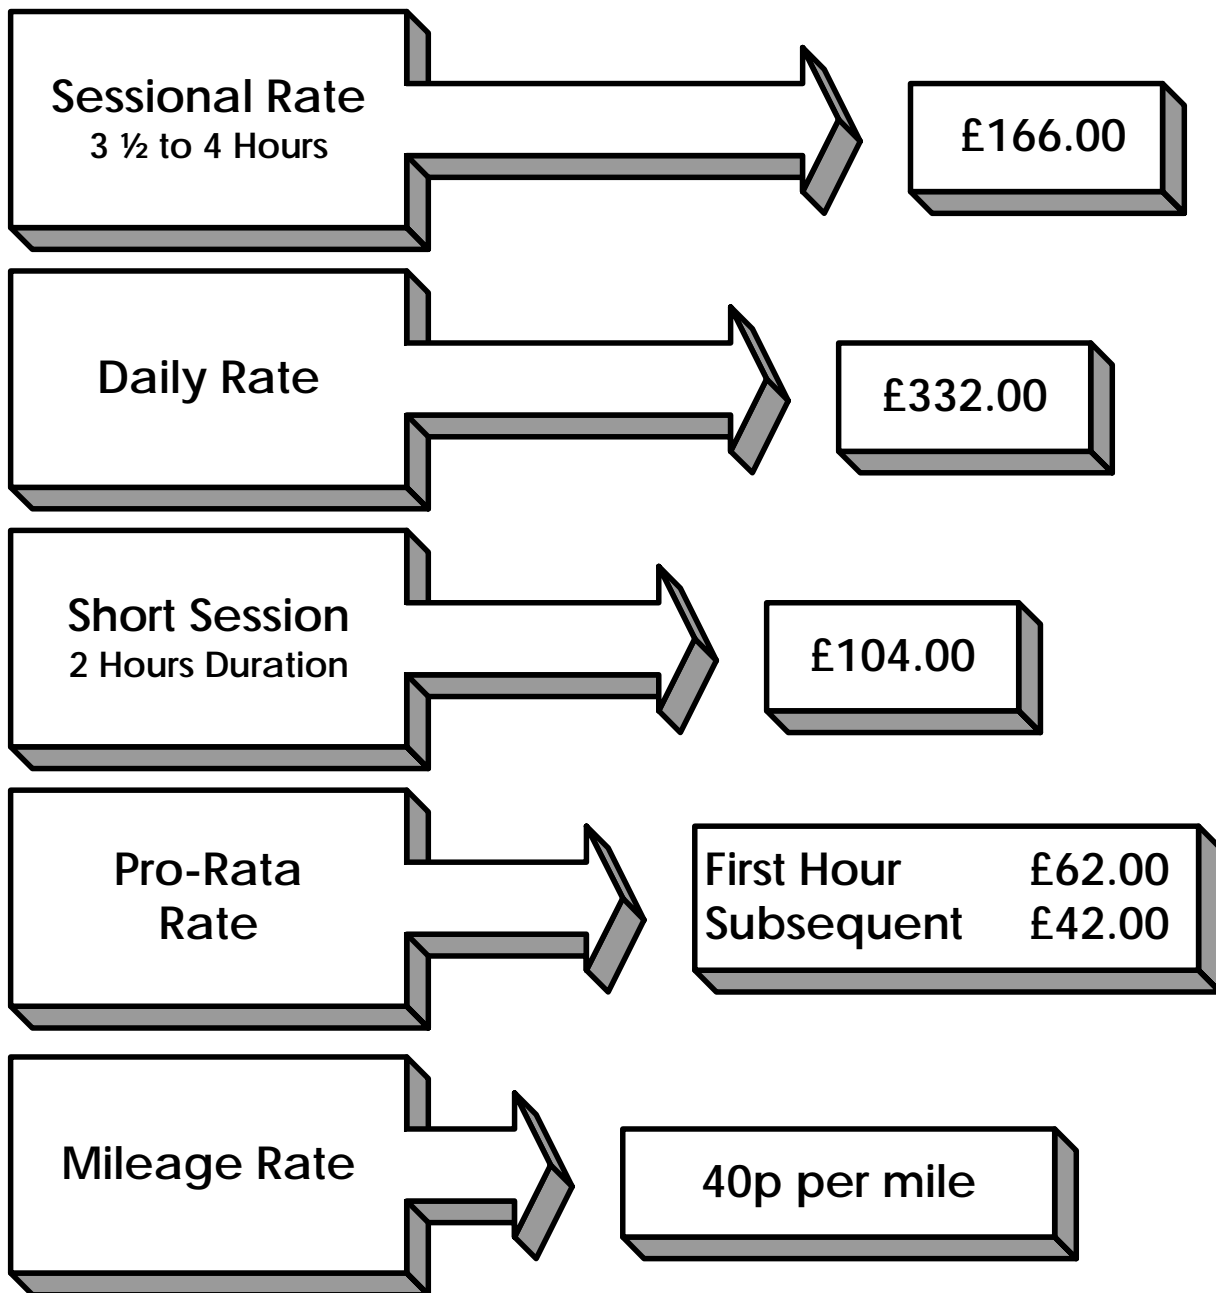 Sessional Rate
3 ½ to 4 Hours
£166.00
Daily Rate
£332.00
Short Session
2 Hours Duration
£104.00
Pro-Rata
Rate
First Hour £62.00
Subsequent £42.00
Mileage Rate
40p per mile